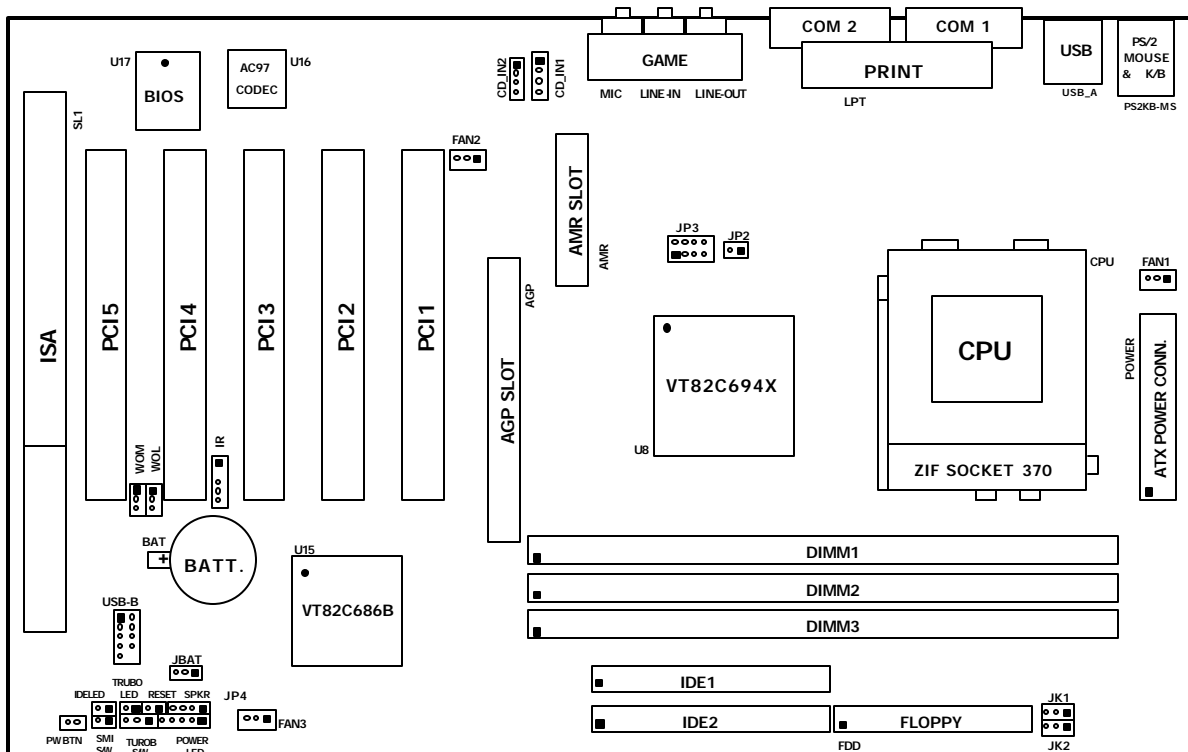 COM 2
COM 1
USB
PS/2
MOUSE
& K/B
GAME
PRINT
U17
BIOS
AC97
CODEC
U16
CD_IN2
CD_IN1
MIC
LINE-IN
LINE-OUT
LPT
USB_A
PS2KB-MS
SL1
ISA
PCI5
PCI4
PCI3
PCI2
PCI1
FAN2
AMR SLOT
AMR
JP3
JP2
AGP
AGP SLOT
CPU
FAN1
CPU
POWER
ATX POWER CONN.
VT82C694X
U8
ZIF SOCKET 370
WOM
WOL
IR
BAT
+
BATT.
U15
VT82C686B
DIMM1
DIMM2
DIMM3
USB-B
JBAT
TRUBO
IDELED
LED
RESET
SPKR
JP4
FAN3
PWBTN
SMI
S/W
TUROB
S/W
POWER
LED
IDE1
IDE2
FLOPPY
FDD
JK1
JK2